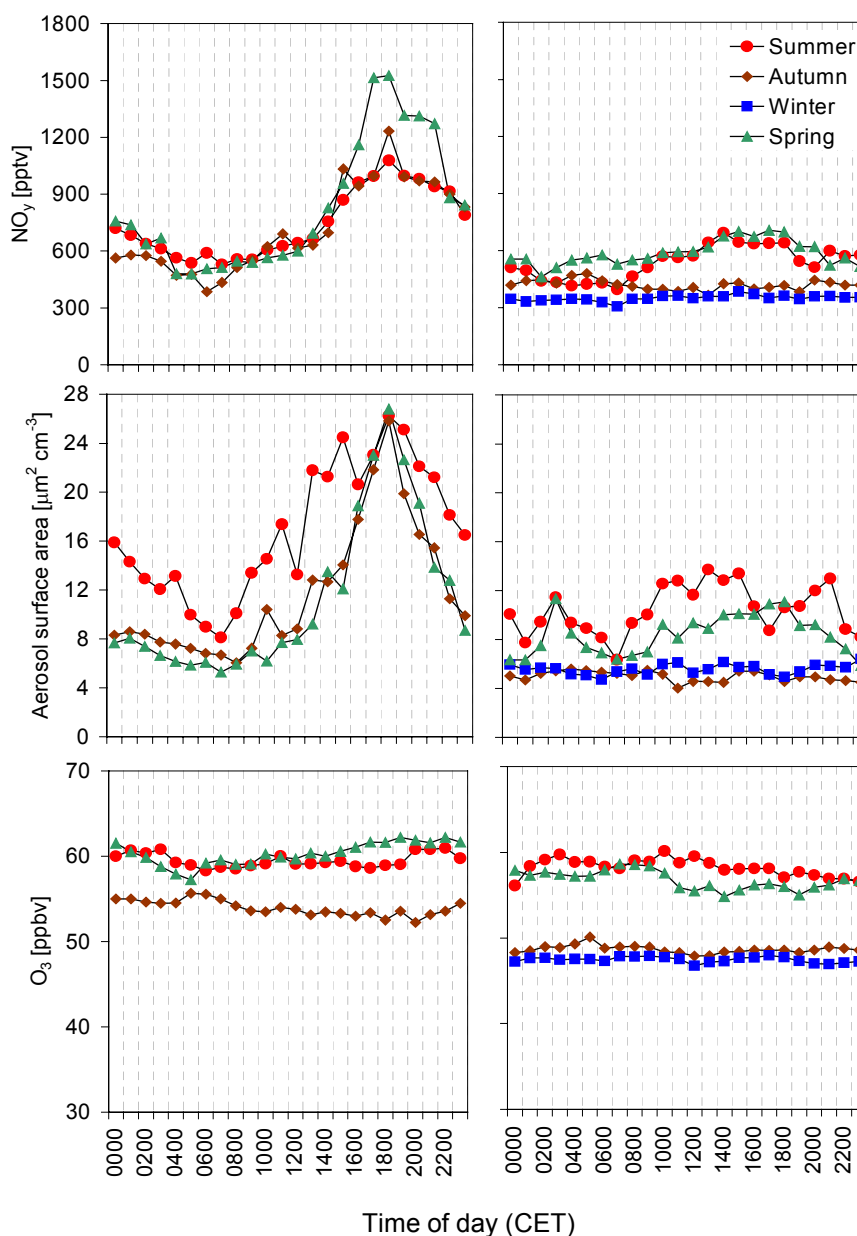 1800
1500
1200
900
600
300
0
NOy [pptv]
Summer
Autumn
Winter
Spring
28
24
20
16
12
8
4
0
Aerosol surface area [μm² cm⁻³]
70
60
50
40
30
O₃ [ppbv]
0000 0200 0400 0600 0800 1000 1200 1400 1600 1800 2000 2200
0000 0200 0400 0600 0800 1000 1200 1400 1600 1800 2000 2200
Time of day (CET)